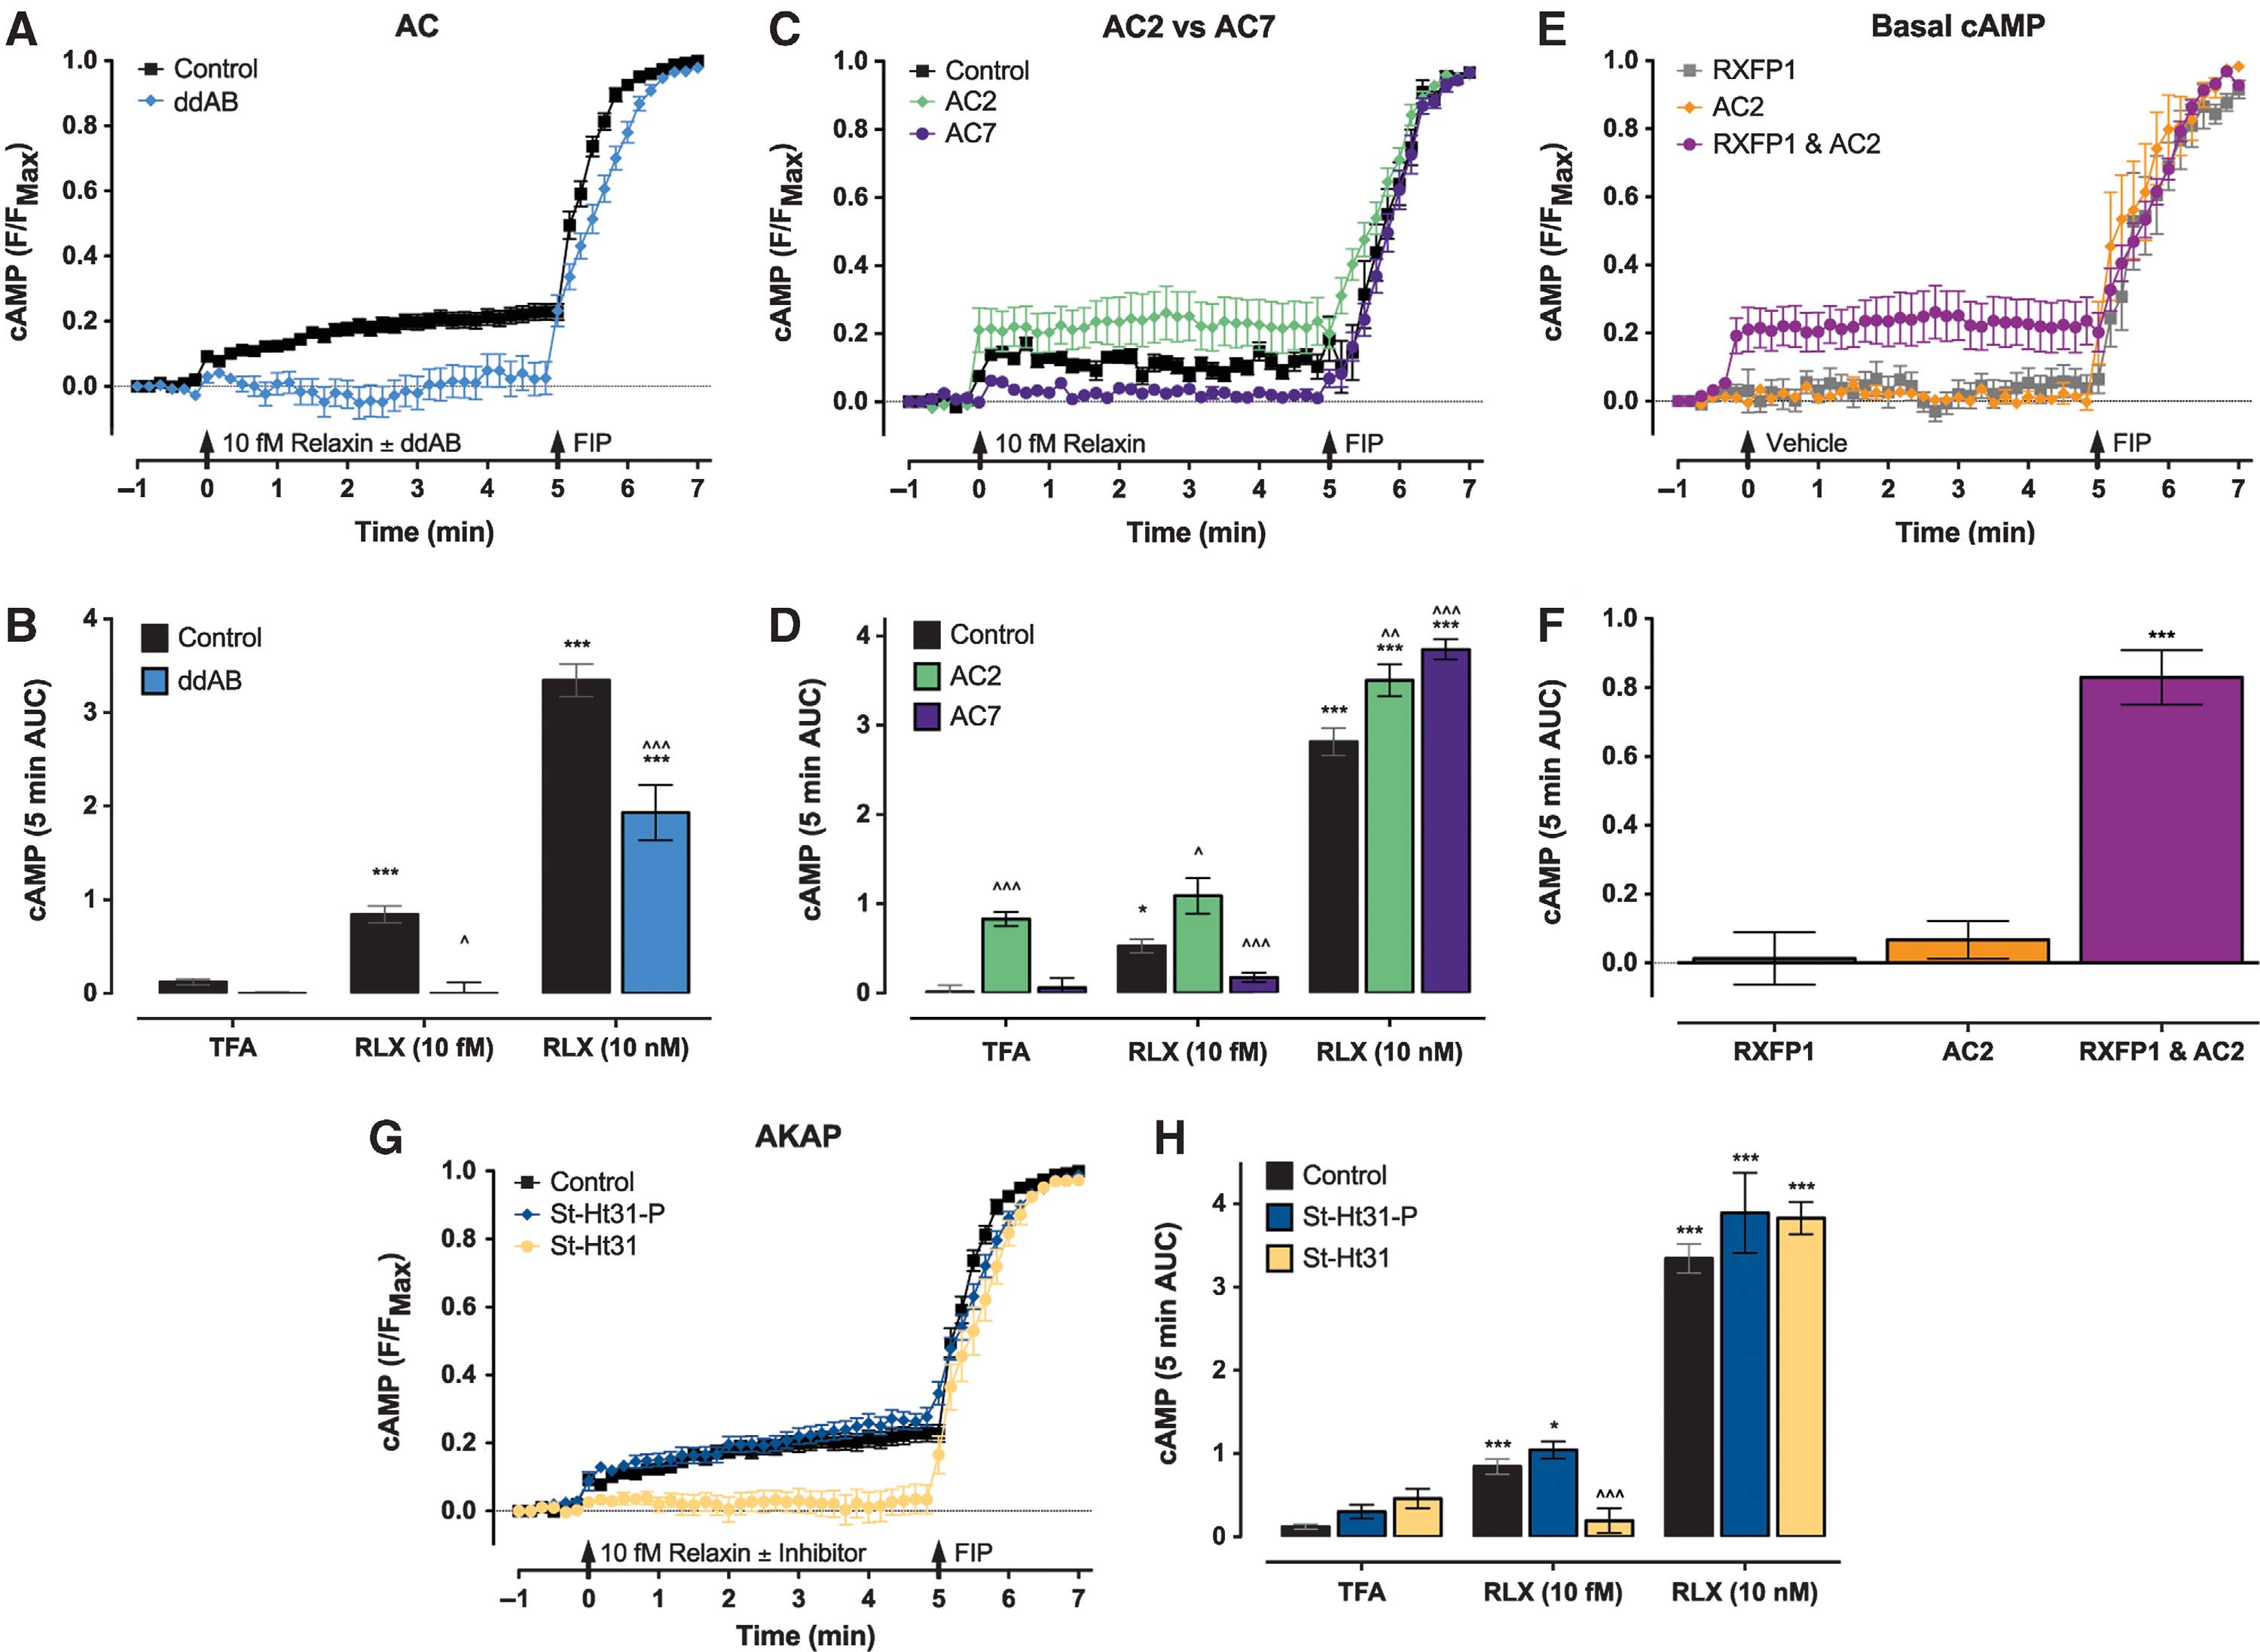 A
AC
1.0
0.8
0.6
0.4
0.2
0.0
cAMP (F/FMax)
Control
ddAB
10 fM Relaxin ± ddAB
FIP
–1 0 1 2 3 4 5 6 7
Time (min)
C
AC2 vs AC7
1.0
0.8
0.6
0.4
0.2
0.0
cAMP (F/FMax)
Control
AC2
AC7
10 fM Relaxin
FIP
–1 0 1 2 3 4 5 6 7
Time (min)
E
Basal cAMP
1.0
0.8
0.6
0.4
0.2
0.0
cAMP (F/FMax)
RXFP1
AC2
RXFP1 & AC2
Vehicle
FIP
–1 0 1 2 3 4 5 6 7
Time (min)
B
4
3
2
1
0
cAMP (5 min AUC)
Control
ddAB
***
^
***
^^^
***
TFA RLX (10 fM) RLX (10 nM)
D
4
3
2
1
0
cAMP (5 min AUC)
Control
AC2
AC7
^^^
*
^
^^^
***
^^
***
^^^
***
TFA RLX (10 fM) RLX (10 nM)
F
1.0
0.8
0.6
0.4
0.2
0.0
cAMP (5 min AUC)
***
RXFP1 AC2 RXFP1 & AC2
G
AKAP
1.0
0.8
0.6
0.4
0.2
0.0
cAMP (F/FMax)
Control
St-Ht31-P
St-Ht31
10 fM Relaxin ± Inhibitor
FIP
–1 0 1 2 3 4 5 6 7
Time (min)
H
4
3
2
1
0
cAMP (5 min AUC)
Control
St-Ht31-P
St-Ht31
***
*
^^^
***
***
***
TFA RLX (10 fM) RLX (10 nM)